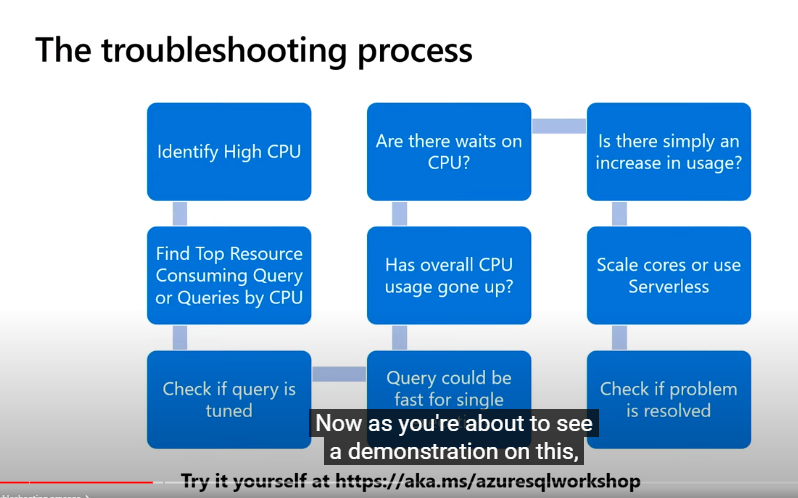 The troubleshooting process
Identify High CPU
Find Top Resource
Consuming Query
or Queries by CPU
Check if query is
tuned
Query could be
fast for single
Has overall CPU
usage gone up?
Are there waits on
CPU?
Is there simply an
increase in usage?
Scale cores or use
Serverless
Check if problem
is resolved
Now as you're about to see
a demonstration on this,
Try it yourself at https://aka.ms/azuresqlworkshop